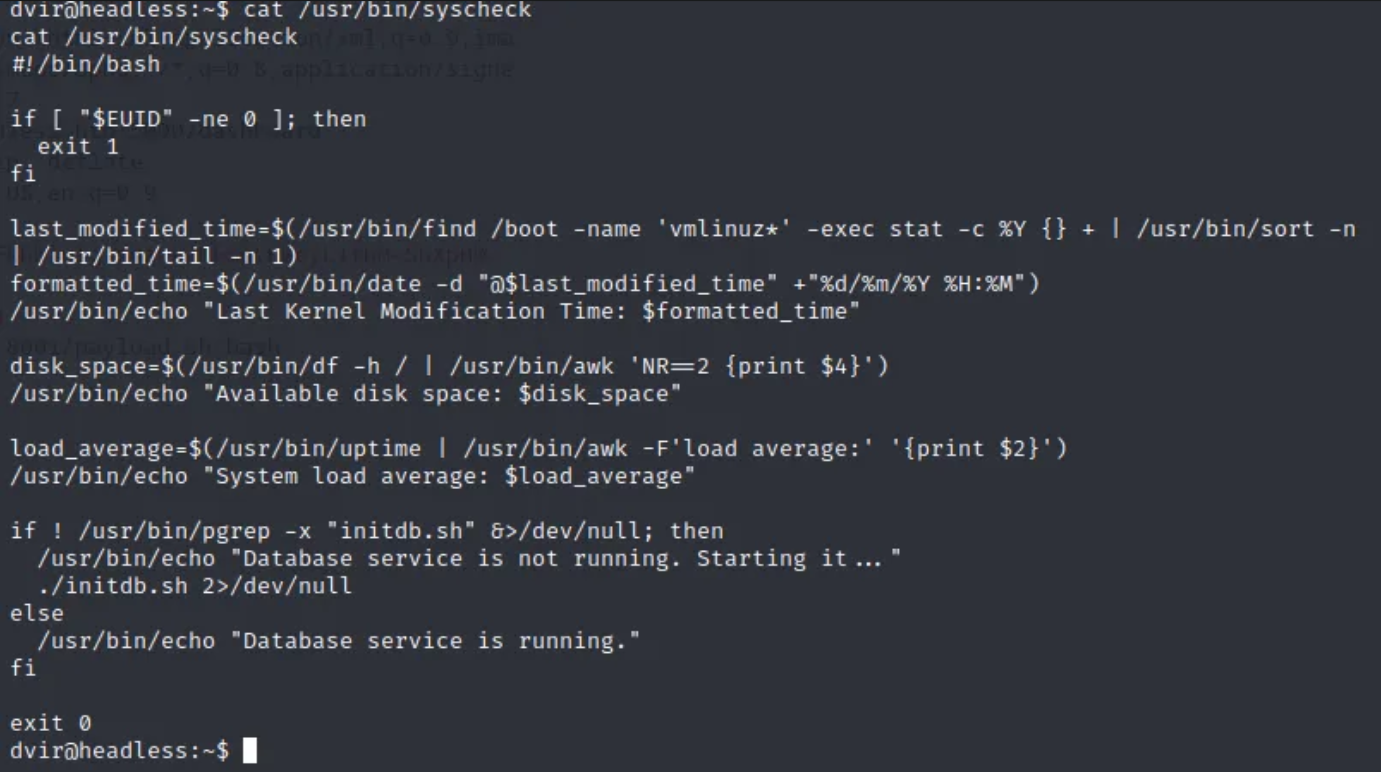 dvir@headless:~$ cat /usr/bin/syscheck
cat /usr/bin/syscheck
#!/bin/bash
if [ "$EUID" -ne 0 ]; then
  exit 1
fi
last_modified_time=$(/usr/bin/find /boot -name 'vmlinuz*' -exec stat -c %Y {} + | /usr/bin/sort -n
| /usr/bin/tail -n 1)
formatted_time=$(/usr/bin/date -d "@$last_modified_time" +"%d/%m/%Y %H:%M")
/usr/bin/echo "Last Kernel Modification Time: $formatted_time"
disk_space=$(/usr/bin/df -h / | /usr/bin/awk 'NR==2 {print $4}')
/usr/bin/echo "Available disk space: $disk_space"
load_average=$(/usr/bin/uptime | /usr/bin/awk -F'load average:' '{print $2}')
/usr/bin/echo "System load average: $load_average"
if ! /usr/bin/pgrep -x "initdb.sh" &>/dev/null; then
  /usr/bin/echo "Database service is not running. Starting it..."
  ./initdb.sh 2>/dev/null
else
  /usr/bin/echo "Database service is running."
fi
exit 0
dvir@headless:~$